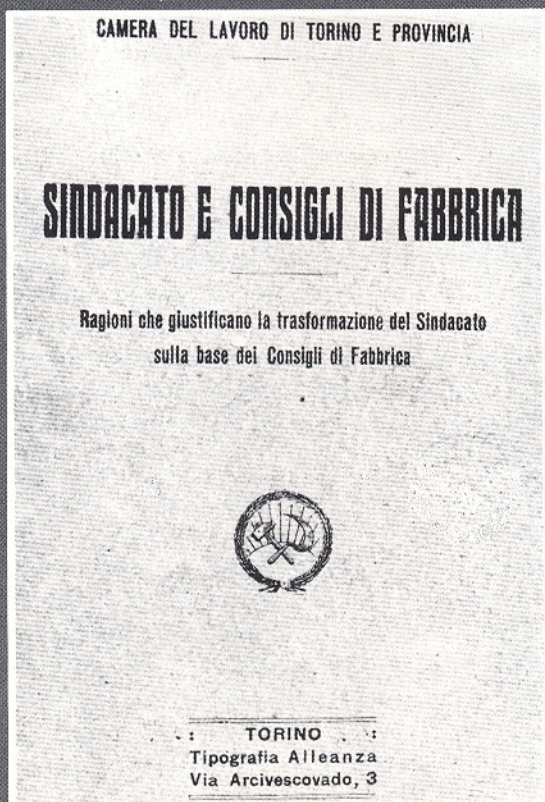 CAMERA DEL LAVORO DI TORINO E PROVINCIA
SINDACATO E CONSIGLI DI FABBRICA
Ragioni che giustificano la trasformazione del Sindacato
sulla base dei Consigli di Fabbrica
: TORINO :
Tipografia Alleanza
Via Arcivescovado, 3